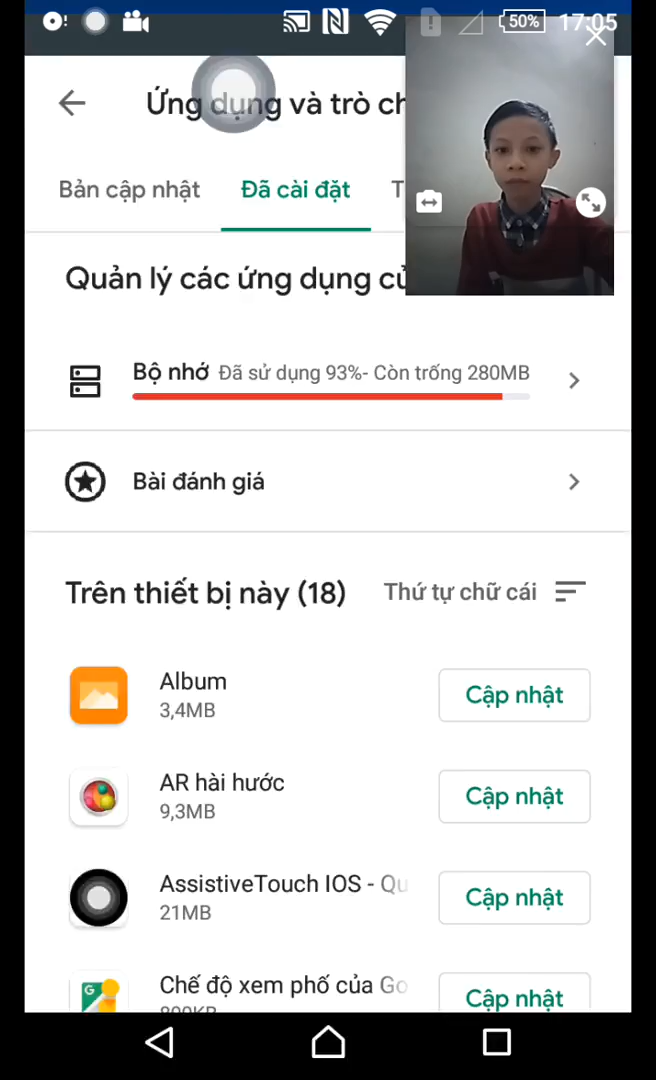 50%
17:05
Ứng dụng và trò ch
Bản cập nhật
Đã cài đặt
T
Quản lý các ứng dụng củ
Bộ nhớ Đã sử dụng 93%- Còn trống 280MB
Bài đánh giá
Trên thiết bị này (18)
Thứ tự chữ cái
Album
3,4MB
Cập nhật
AR hài hước
9,3MB
Cập nhật
AssistiveTouch IOS - Qu
21MB
Cập nhật
Chế độ xem phố của Go
Cập nhật